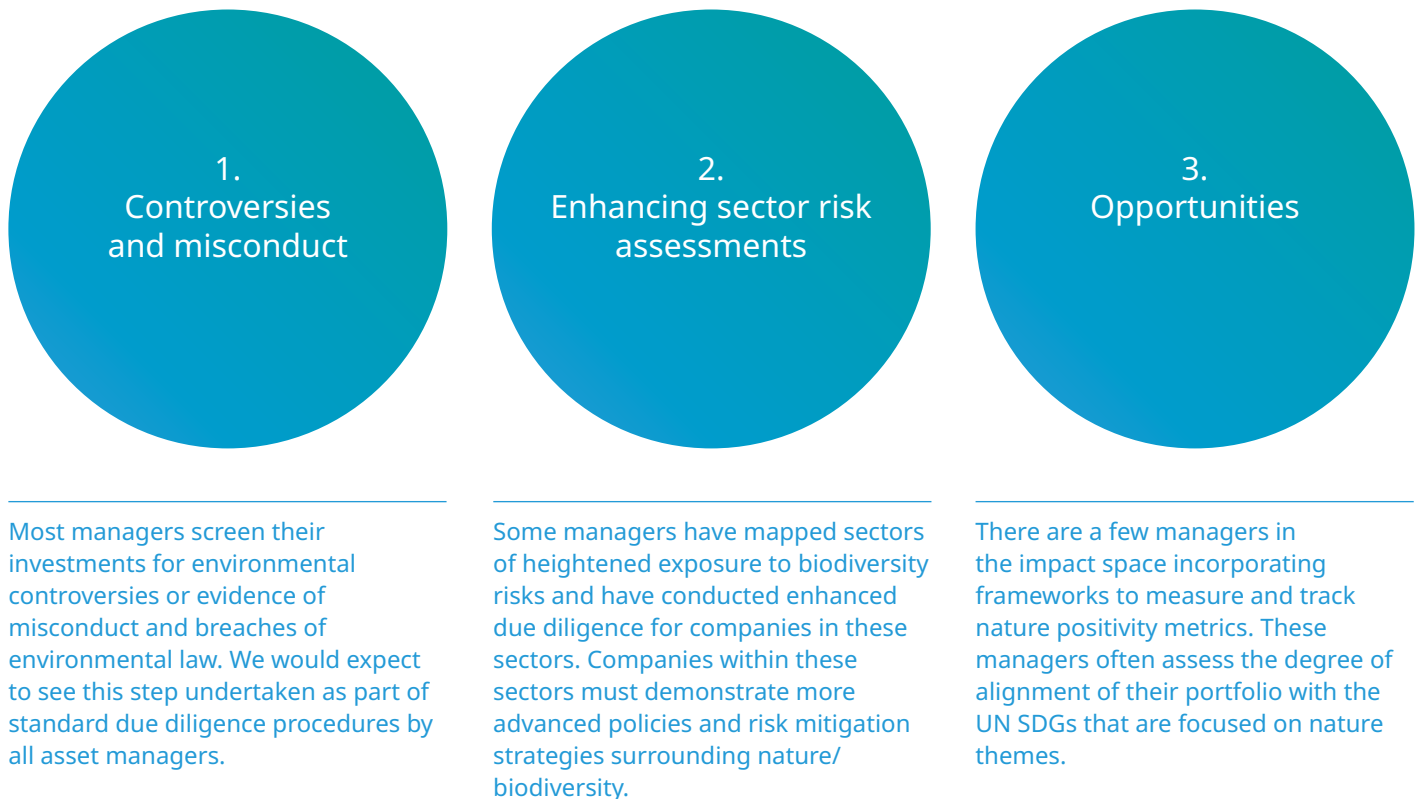 1.
Controversies
and misconduct
Most managers screen their
investments for environmental
controversies or evidence of
misconduct and breaches of
environmental law. We would expect
to see this step undertaken as part of
standard due diligence procedures by
all asset managers.
2.
Enhancing sector risk
assessments
Some managers have mapped sectors
of heightened exposure to biodiversity
risks and have conducted enhanced
due diligence for companies in these
sectors. Companies within these
sectors must demonstrate more
advanced policies and risk mitigation
strategies surrounding nature/
biodiversity.
3.
Opportunities
There are a few managers in
the impact space incorporating
frameworks to measure and track
nature positivity metrics. These
managers often assess the degree of
alignment of their portfolio with the
UN SDGs that are focused on nature
themes.